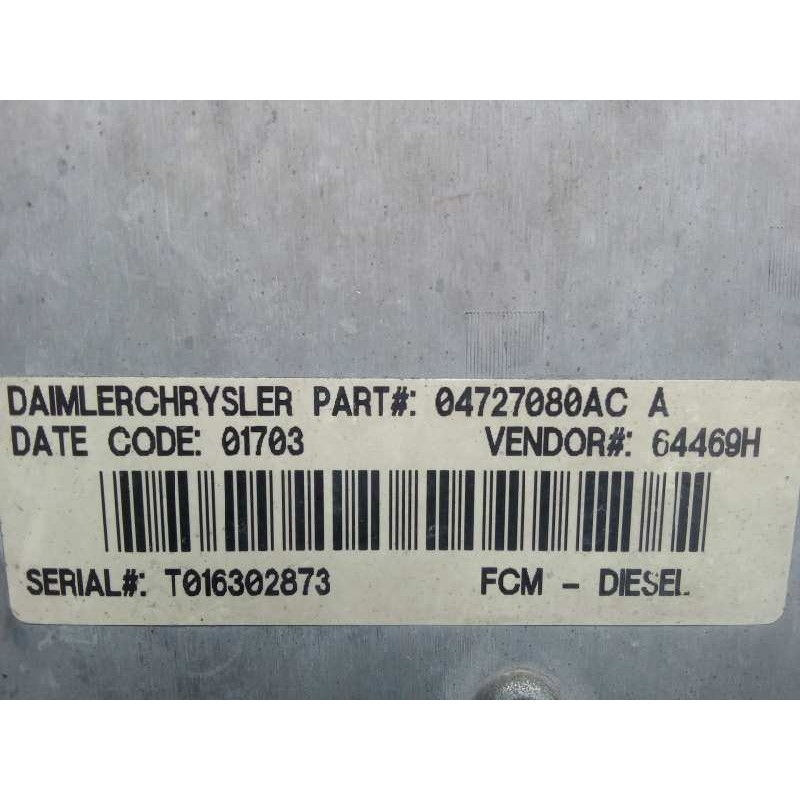 DAIMLERCHRYSLER PART#: 04727080AC A
DATE CODE: 01703 VENDOR#: 64469H
SERIAL#: T016302873 FCM - DIESEL